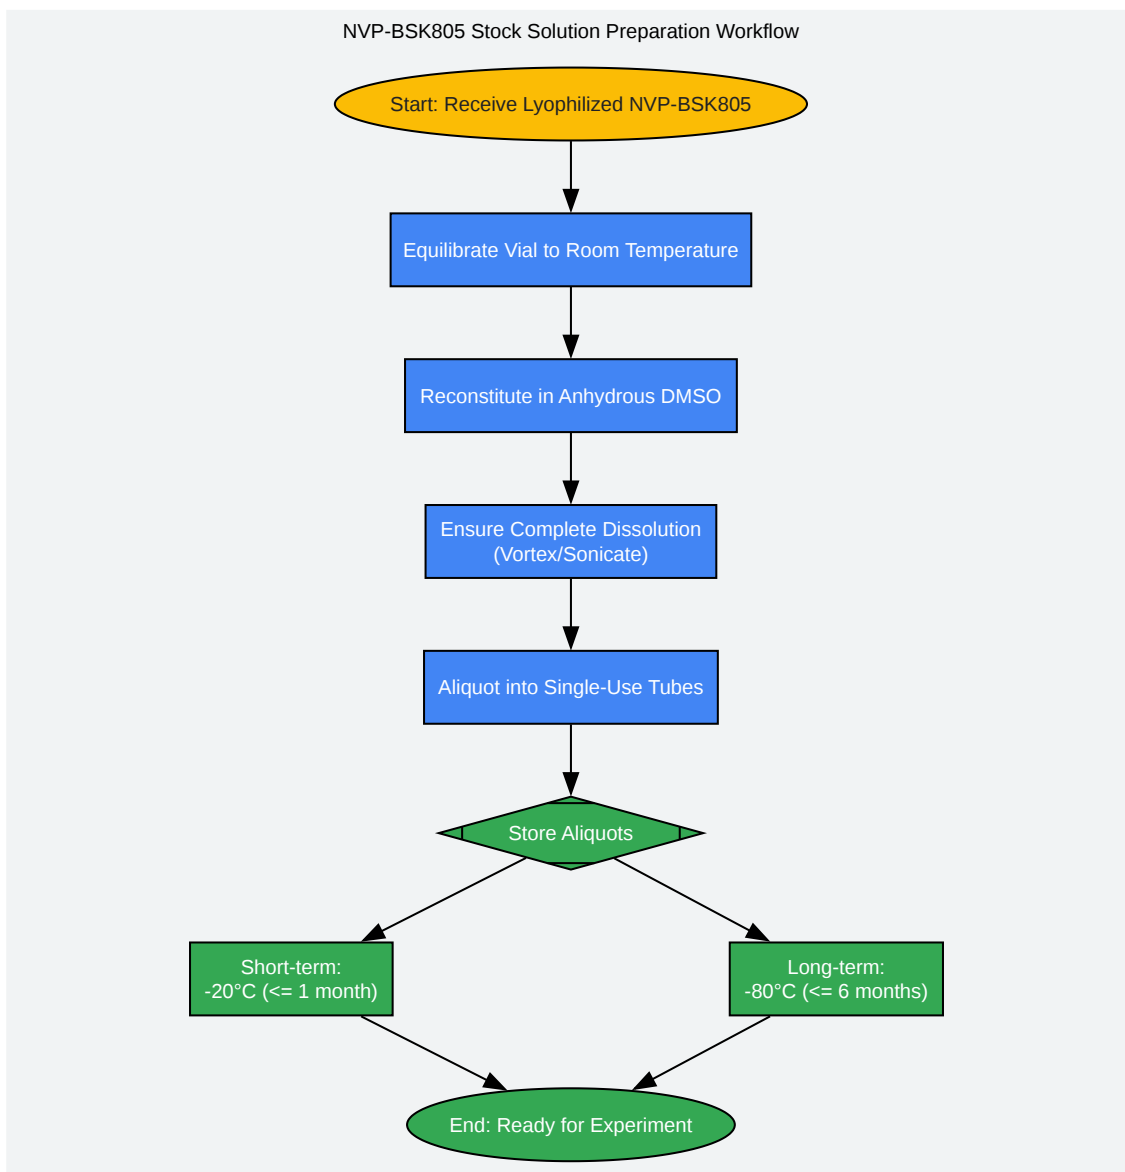 NVP-BSK805 Stock Solution Preparation Workflow
Start: Receive Lyophilized NVP-BSK805
Equilibrate Vial to Room Temperature
Reconstitute in Anhydrous DMSO
Ensure Complete Dissolution
(Vortex/Sonicate)
Aliquot into Single-Use Tubes
Store Aliquots
Short-term:
-20°C (<= 1 month)
Long-term:
-80°C (<= 6 months)
End: Ready for Experiment